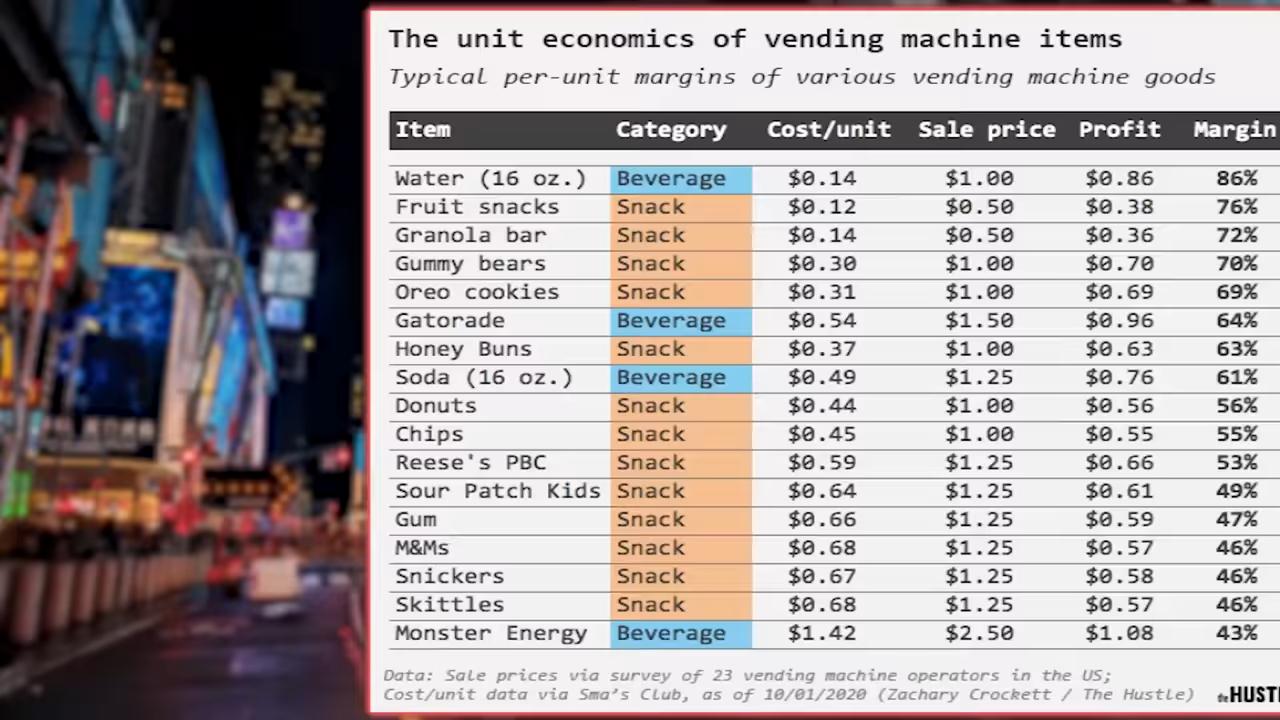 The unit economics of vending machine items
Typical per-unit margins of various vending machine goods
Item Category Cost/unit Sale price Profit Margin
Water (16 oz.) Beverage $0.14 $1.00 $0.86 86%
Fruit snacks Snack $0.12 $0.50 $0.38 76%
Granola bar Snack $0.14 $0.50 $0.36 72%
Gummy bears Snack $0.30 $1.00 $0.70 70%
Oreo cookies Snack $0.31 $1.00 $0.69 69%
Gatorade Beverage $0.54 $1.50 $0.96 64%
Honey Buns Snack $0.37 $1.00 $0.63 63%
Soda (16 oz.) Beverage $0.49 $1.25 $0.76 61%
Donuts Snack $0.44 $1.00 $0.56 56%
Chips Snack $0.45 $1.00 $0.55 55%
Reese's PBC Snack $0.59 $1.25 $0.66 53%
Sour Patch Kids Snack $0.64 $1.25 $0.61 49%
Gum Snack $0.66 $1.25 $0.59 47%
M&Ms Snack $0.68 $1.25 $0.57 46%
Snickers Snack $0.67 $1.25 $0.58 46%
Skittles Snack $0.68 $1.25 $0.57 46%
Monster Energy Beverage $1.42 $2.50 $1.08 43%
Data: Sale prices via survey of 23 vending machine operators in the US;
Cost/unit data via Sma's Club, as of 10/01/2020 (Zachary Crockett / The Hustle)
the HUSTL